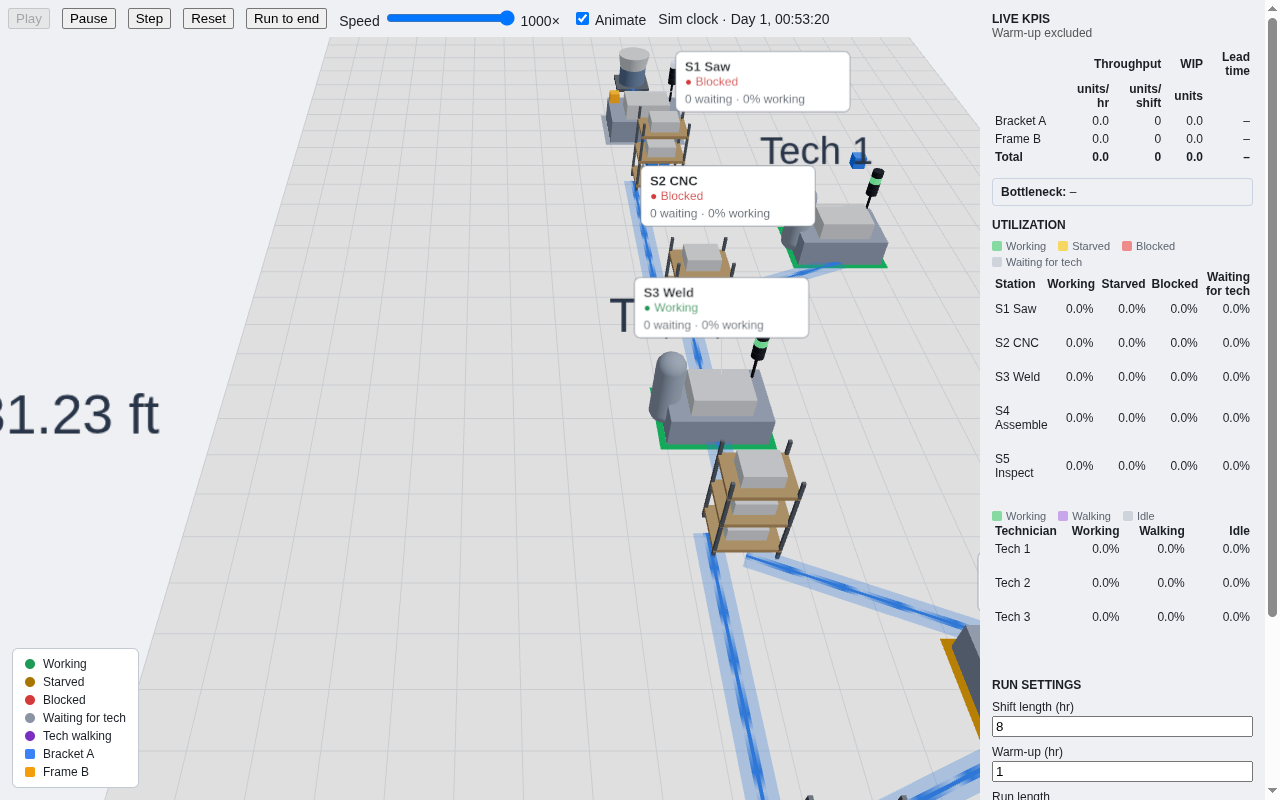 Play Pause Step Reset Run to end Speed 1000× Animate Sim clock · Day 1, 00:53:20
S1 Saw
● Blocked
0 waiting · 0% working
Tech 1
S2 CNC
● Blocked
0 waiting · 0% working
S3 Weld
● Working
0 waiting · 0% working
31.23 ft
Working
Starved
Blocked
Waiting for tech
Tech walking
Bracket A
Frame B
LIVE KPIS
Warm-up excluded
Throughput WIP Lead time
units/hr units/shift units
Bracket A 0.0 0 0.0 –
Frame B 0.0 0 0.0 –
Total 0.0 0 0.0 –
Bottleneck: –
UTILIZATION
Working Starved Blocked
Waiting for tech
Station Working Starved Blocked Waiting for tech
S1 Saw 0.0% 0.0% 0.0% 0.0%
S2 CNC 0.0% 0.0% 0.0% 0.0%
S3 Weld 0.0% 0.0% 0.0% 0.0%
S4 Assemble 0.0% 0.0% 0.0% 0.0%
S5 Inspect 0.0% 0.0% 0.0% 0.0%
Working Walking Idle
Technician Working Walking Idle
Tech 1 0.0% 0.0% 0.0%
Tech 2 0.0% 0.0% 0.0%
Tech 3 0.0% 0.0% 0.0%
RUN SETTINGS
Shift length (hr)
8
Warm-up (hr)
1
Run length